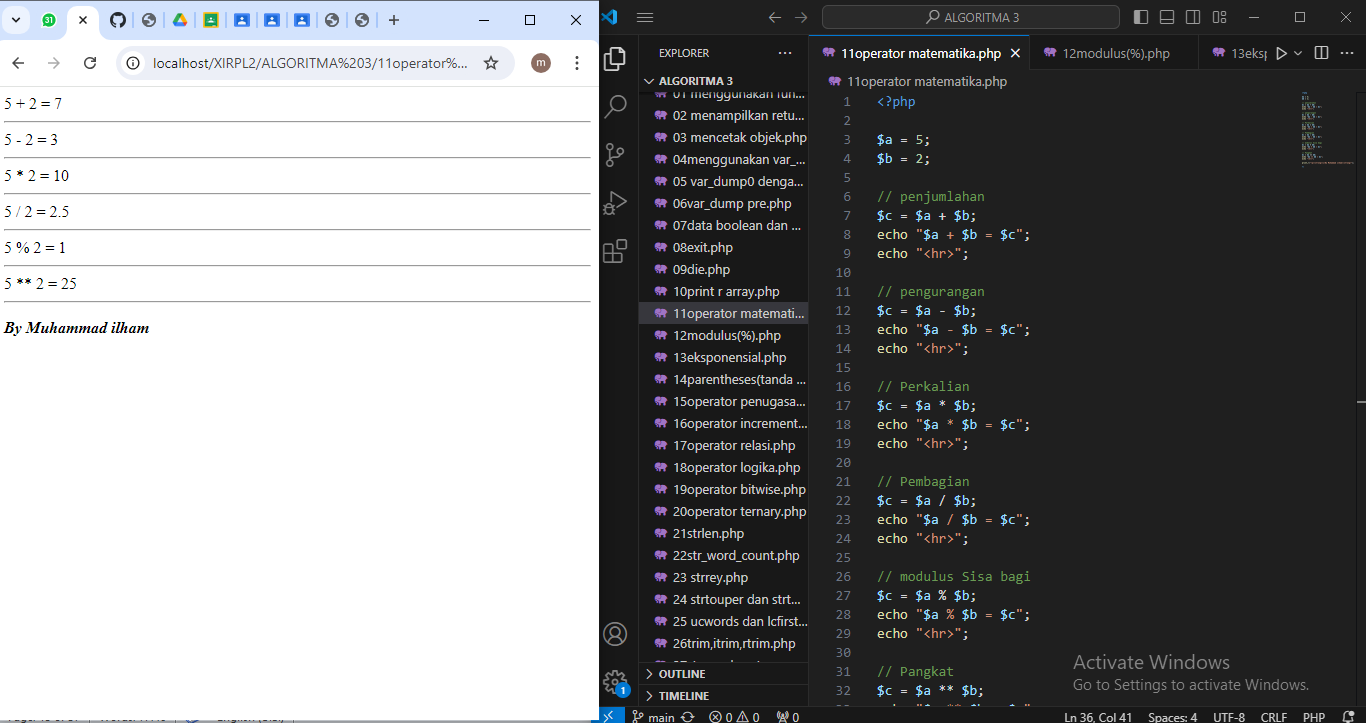 31
localhost/XIRPL2/ALGORITMA%203/11operator%...
m
5 + 2 = 7
5 - 2 = 3
5 * 2 = 10
5 / 2 = 2.5
5 % 2 = 1
5 ** 2 = 25
By Muhammad ilham
ALGORITMA 3
EXPLORER
ALGORITMA 3
02 menampilkan retu...
03 mencetak objek.php
04menggunakan var_...
05 var_dump0 denga...
06var_dump pre.php
07data boolean dan ...
08exit.php
09die.php
10print r array.php
11operator matemati...
12modulus(%).php
13eksponensial.php
14parentheses(tanda ...
15operator penugasa...
16operator increment...
17operator relasi.php
18operator logika.php
19operator bitwise.php
20operator ternary.php
21strlen.php
22str_word_count.php
23 strrey.php
24 strtouper dan strt...
25 ucwords dan lcfirst...
26trim,itrim,rtrim.php
OUTLINE
TIMELINE
1
11operator matematika.php
12modulus(%).php
13eksp
11operator matematika.php
1 <?php
2
3 $a = 5;
4 $b = 2;
5
6 // penjumlahan
7 $c = $a + $b;
8 echo "$a + $b = $c";
9 echo "<hr>";
10
11 // pengurangan
12 $c = $a - $b;
13 echo "$a - $b = $c";
14 echo "<hr>";
15
16 // Perkalian
17 $c = $a * $b;
18 echo "$a * $b = $c";
19 echo "<hr>";
20
21 // Pembagian
22 $c = $a / $b;
23 echo "$a / $b = $c";
24 echo "<hr>";
25
26 // modulus Sisa bagi
27 $c = $a % $b;
28 echo "$a % $b = $c";
29 echo "<hr>";
30
31 // Pangkat
32 $c = $a ** $b;
Activate Windows
Go to Settings to activate Windows.
main 0 0 0 Ln 36, Col 41 Spaces: 4 UTF-8 CRLF PHP